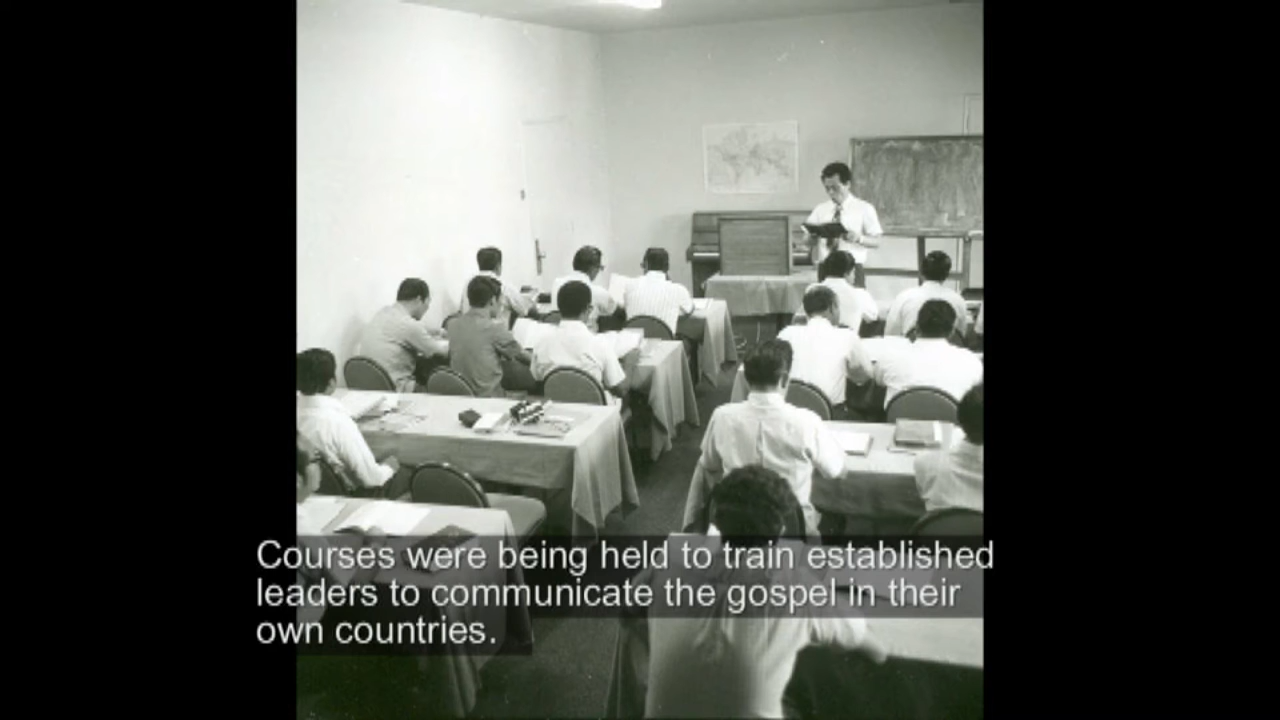 Courses were being held to train established
leaders to communicate the gospel in their
own countries.